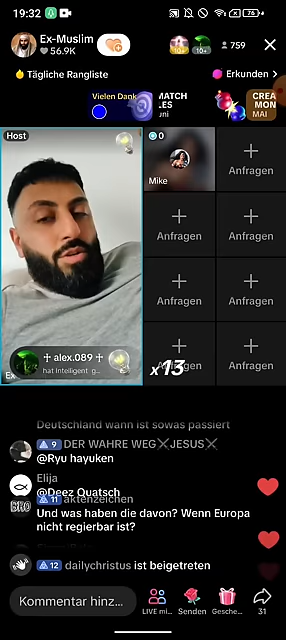 19:32
76
Ex-Muslim
56.9K
759
Tägliche Rangliste
Erkunden
Vielen Dank
MATCH
CREA
MON
MAI
Host
0
Mike
Anfragen
Anfragen
Anfragen
Anfragen
Anfragen
Anfragen
Anfragen
♰ alex.089 ♰
hat Intelligent g...
x13
Deutschland wann ist sowas passiert
9 DER WAHRE WEG⚔JESUS⚔
@Ryu hayuken
Elija
@Deez Quatsch
11 aktenzeichen
Und was haben die davon? Wenn Europa
nicht regierbar ist?
12 dailychristus ist beigetreten
Kommentar hinz...
LIVE mi...
Senden
Gesche...
31